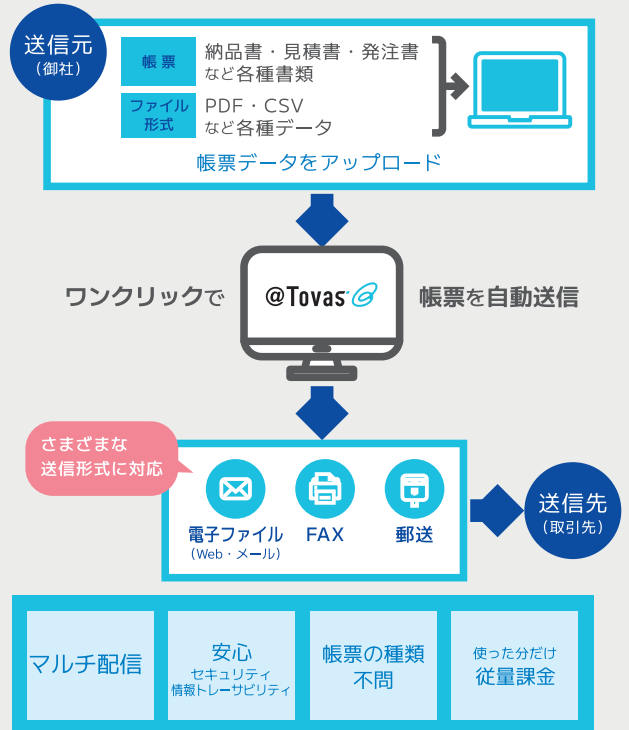 送信元
（御社）
帳票
納品書・見積書・発注書
など各種書類
ファイル
形式
PDF・CSV
など各種データ
帳票データをアップロード
ワンクリックで
@Tovas
帳票を自動送信
さまざまな
送信形式に対応
電子ファイル
（Web・メール）
FAX
郵送
送信先
（取引先）
マルチ配信
安心
セキュリティ
情報トレーサビリティ
帳票の種類
不問
使った分だけ
従量課金